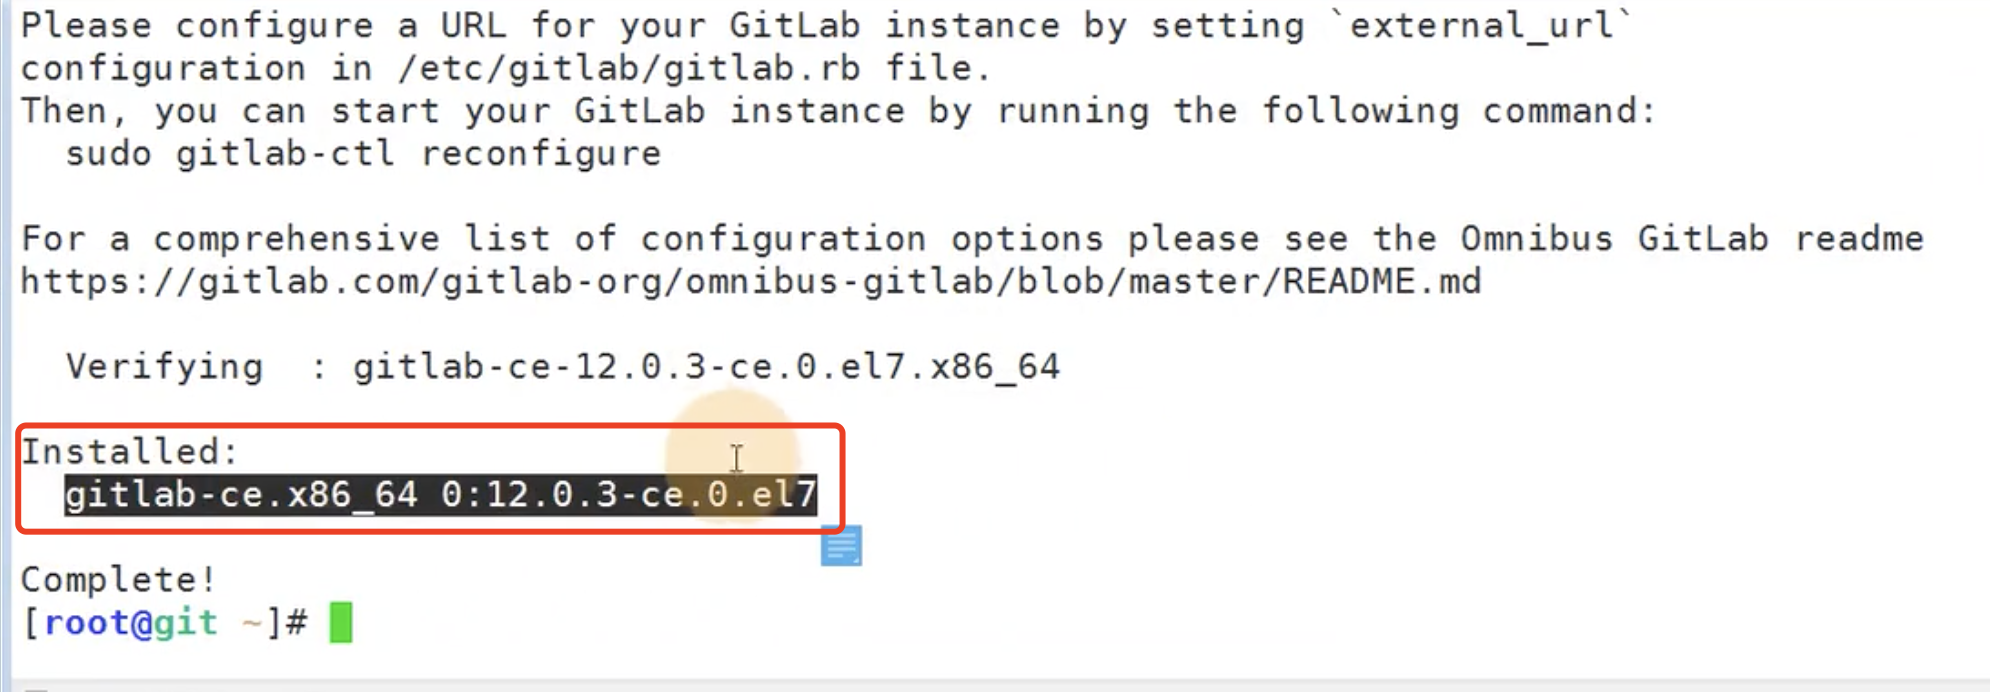 Please configure a URL for your GitLab instance by setting `external_url`
configuration in /etc/gitlab/gitlab.rb file.
Then, you can start your GitLab instance by running the following command:
  sudo gitlab-ctl reconfigure
For a comprehensive list of configuration options please see the Omnibus GitLab readme
https://gitlab.com/gitlab-org/omnibus-gitlab/blob/master/README.md
  Verifying  : gitlab-ce-12.0.3-ce.0.el7.x86_64
Installed:
  gitlab-ce.x86_64 0:12.0.3-ce.0.el7
Complete!
[root@git ~]#